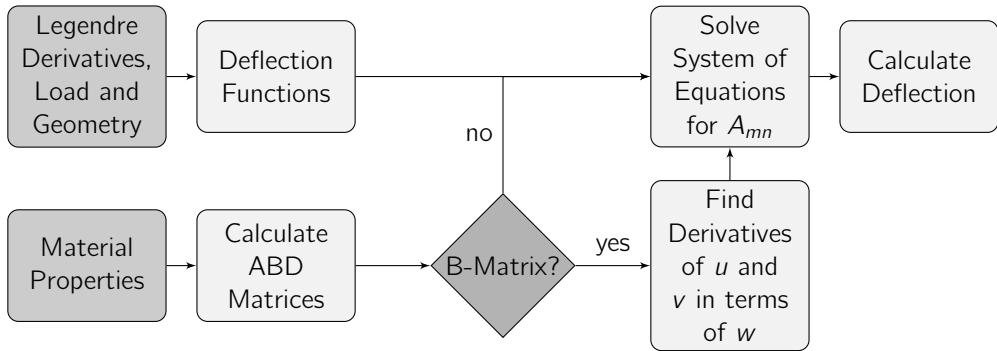 Legendre
Derivatives,
Load and
Geometry
Deflection
Functions
Solve
System of
Equations
for A_mn
Calculate
Deflection
no
Material
Properties
Calculate
ABD
Matrices
B-Matrix?
yes
Find
Derivatives
of u and
v in terms
of w